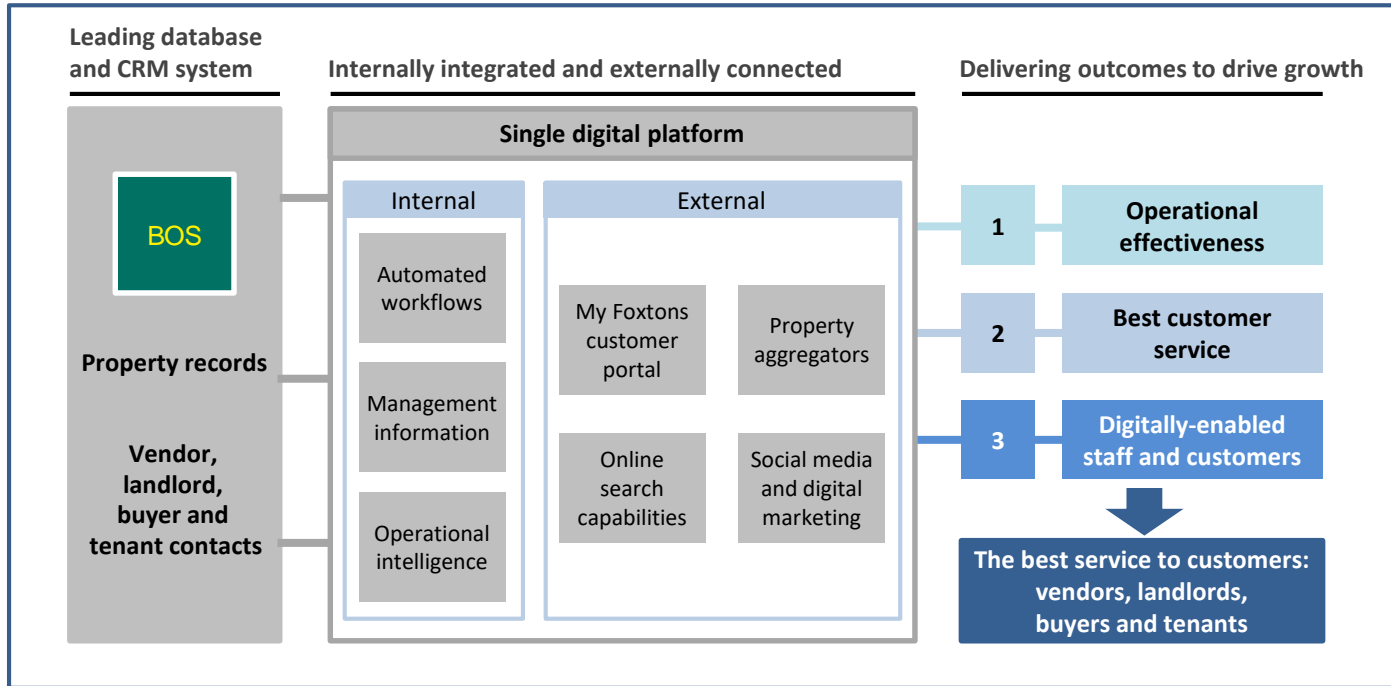 Leading database
and CRM system
Internally integrated and externally connected
Delivering outcomes to drive growth
BOS
Property records
Vendor,
landlord,
buyer and
tenant contacts
Single digital platform
Internal
Automated
workflows
Management
information
Operational
intelligence
External
My Foxtons
customer
portal
Property
aggregators
Online
search
capabilities
Social media
and digital
marketing
1
Operational
effectiveness
2
Best customer
service
3
Digitally-enabled
staff and customers
The best service to customers:
vendors, landlords,
buyers and tenants